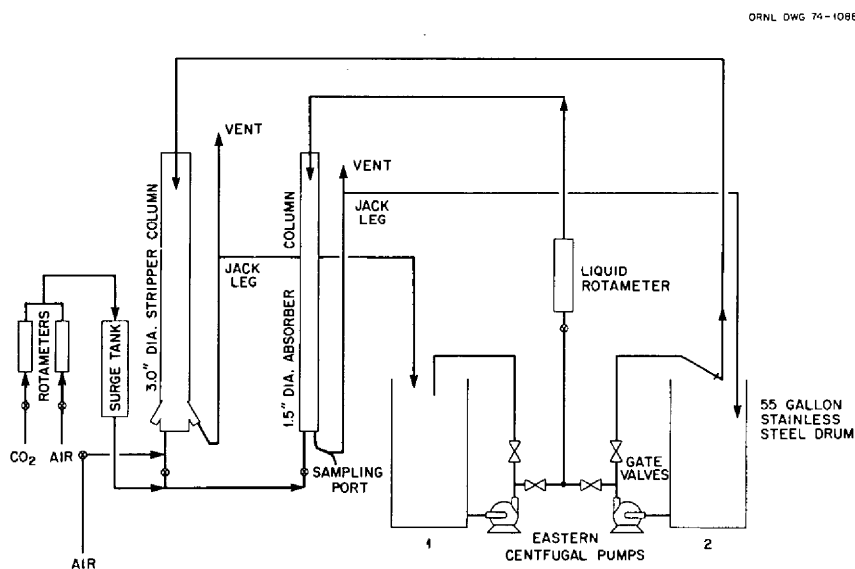 ORNL DWG 74-1088
VENT
VENT
3.0" DIA. STRIPPER COLUMN
1.5" DIA. ABSORBER COLUMN
JACK
LEG
JACK
LEG
LIQUID
ROTAMETER
ROTAMETERS
SURGE TANK
CO2
AIR
AIR
SAMPLING
PORT
GATE
VALVES
55 GALLON
STAINLESS
STEEL DRUM
EASTERN
CENTFUGAL PUMPS
1
2